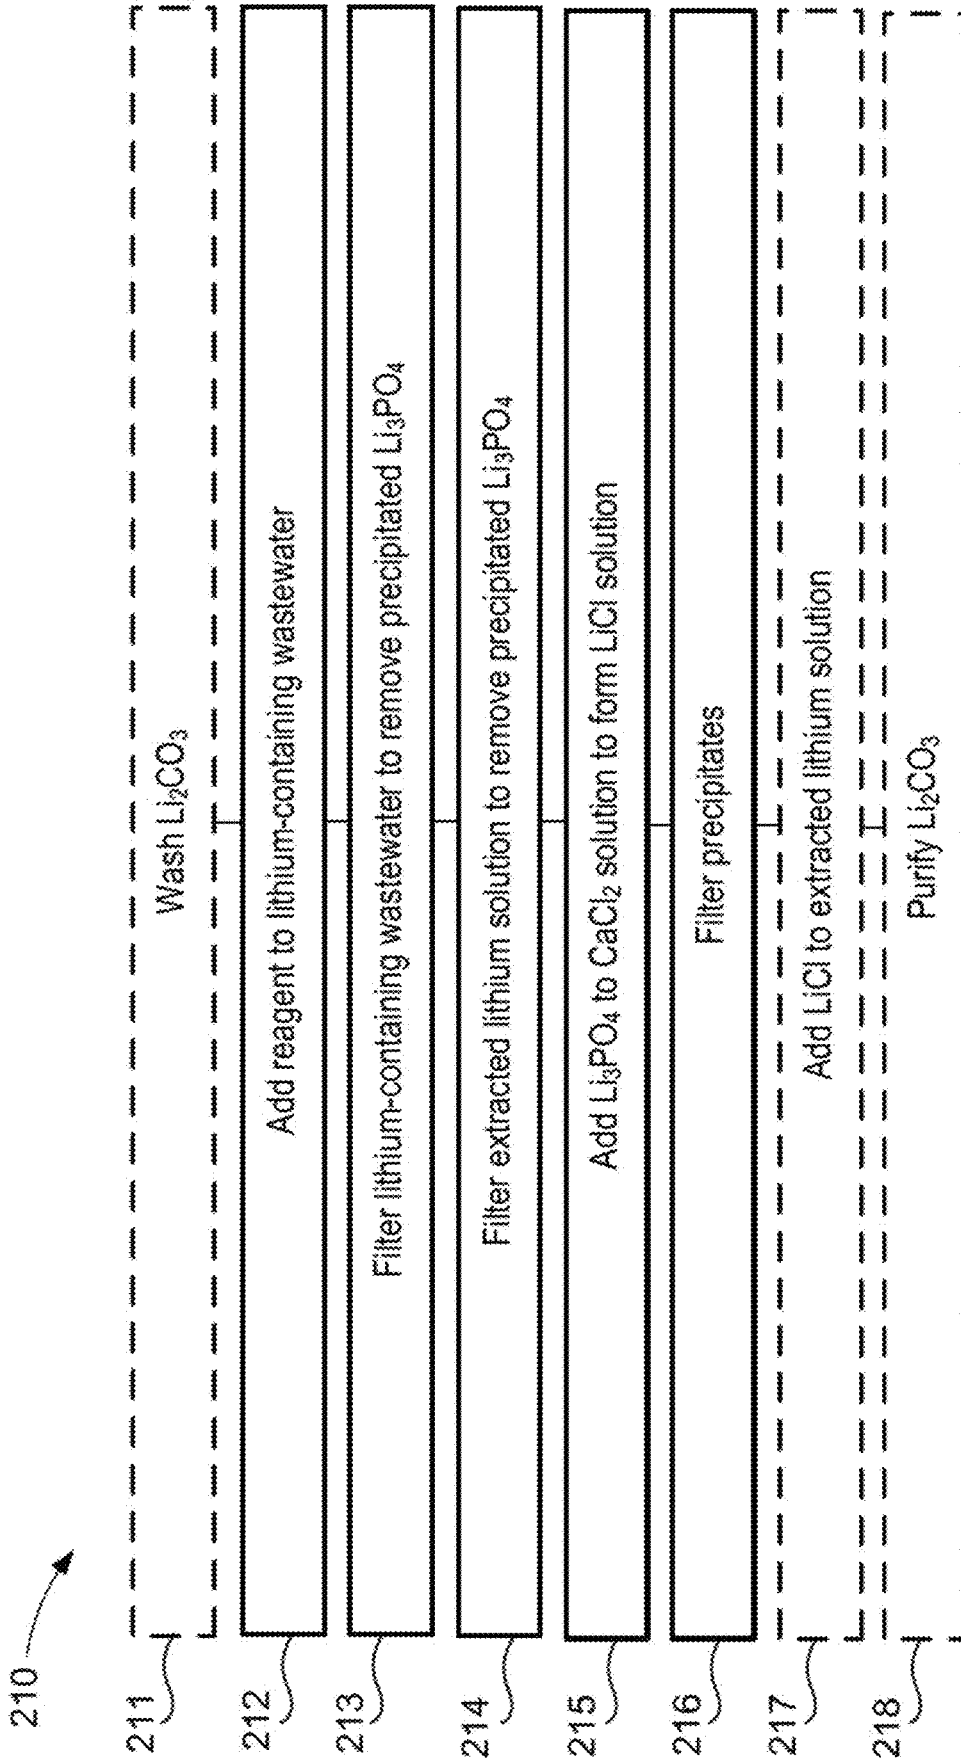 210
211 Wash Li₂CO₃
212 Add reagent to lithium-containing wastewater
213 Filter lithium-containing wastewater to remove precipitated Li₃PO₄
214 Filter extracted lithium solution to remove precipitated Li₃PO₄
215 Add Li₃PO₄ to CaCl₂ solution to form LiCl solution
216 Filter precipitates
217 Add LiCl to extracted lithium solution
218 Purify Li₂CO₃